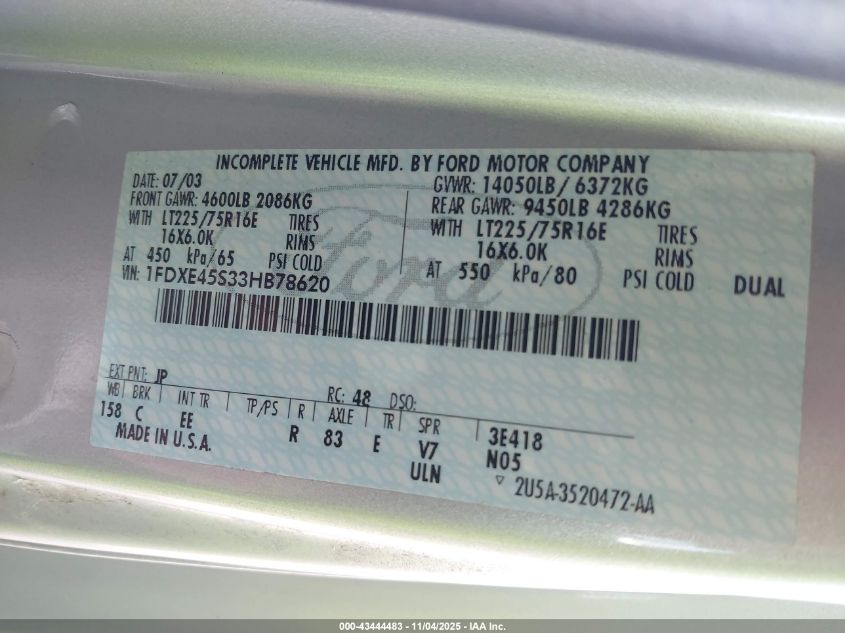 INCOMPLETE VEHICLE MFD. BY FORD MOTOR COMPANY
DATE: 07/03 GVWR: 14050LB/ 6372KG
FRONT GAWR: 4600LB 2086KG REAR GAWR: 9450LB 4286KG
WITH LT225/75R16E TIRES WITH LT225/75R16E TIRES
16X6.0K RIMS 16X6.0K RIMS
AT 450 kPa/65 PSI COLD AT 550 kPa/80 PSI COLD DUAL
VIN: 1FDXE45S33HB78620
Ford
EXT PNT: JP RC: 48 DSO:
WB BRK INT TR TP/PS R AXLE TR SPR
158 C EE R 83 E V7 3E418
MADE IN U.S.A. ULN N05
2U5A-3520472-AA
000-43444483 - 11/04/2025 - IAA Inc.